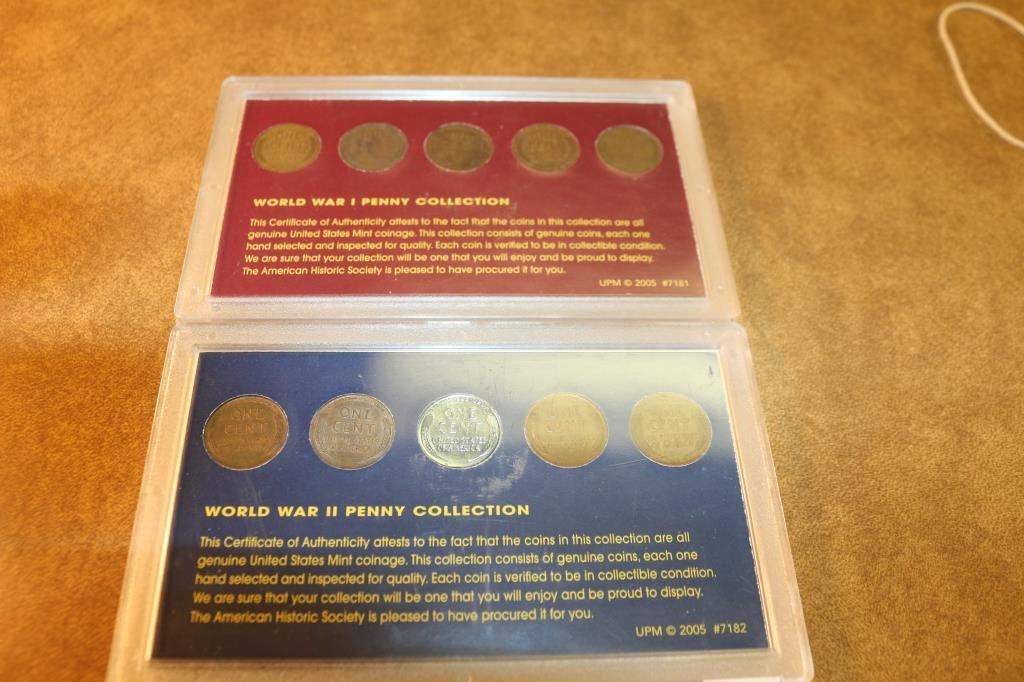 WORLD WAR I PENNY COLLECTION
This Certificate of Authenticity attests to the fact that the coins in this collection are all
genuine United States Mint coinage. This collection consists of genuine coins, each one
hand selected and inspected for quality. Each coin is verified to be in collectible condition.
We are sure that your collection will be one that you will enjoy and be proud to display.
The American Historic Society is pleased to have procured it for you.
UPM © 2005 #7181
ONE
CENT
ONE
CENT
ONE
CENT
UNITED STATES
OF AMERICA
WORLD WAR II PENNY COLLECTION
This Certificate of Authenticity attests to the fact that the coins in this collection are all
genuine United States Mint coinage. This collection consists of genuine coins, each one
hand selected and inspected for quality. Each coin is verified to be in collectible condition.
We are sure that your collection will be one that you will enjoy and be proud to display.
The American Historic Society is pleased to have procured it for you.
UPM © 2005 #7182